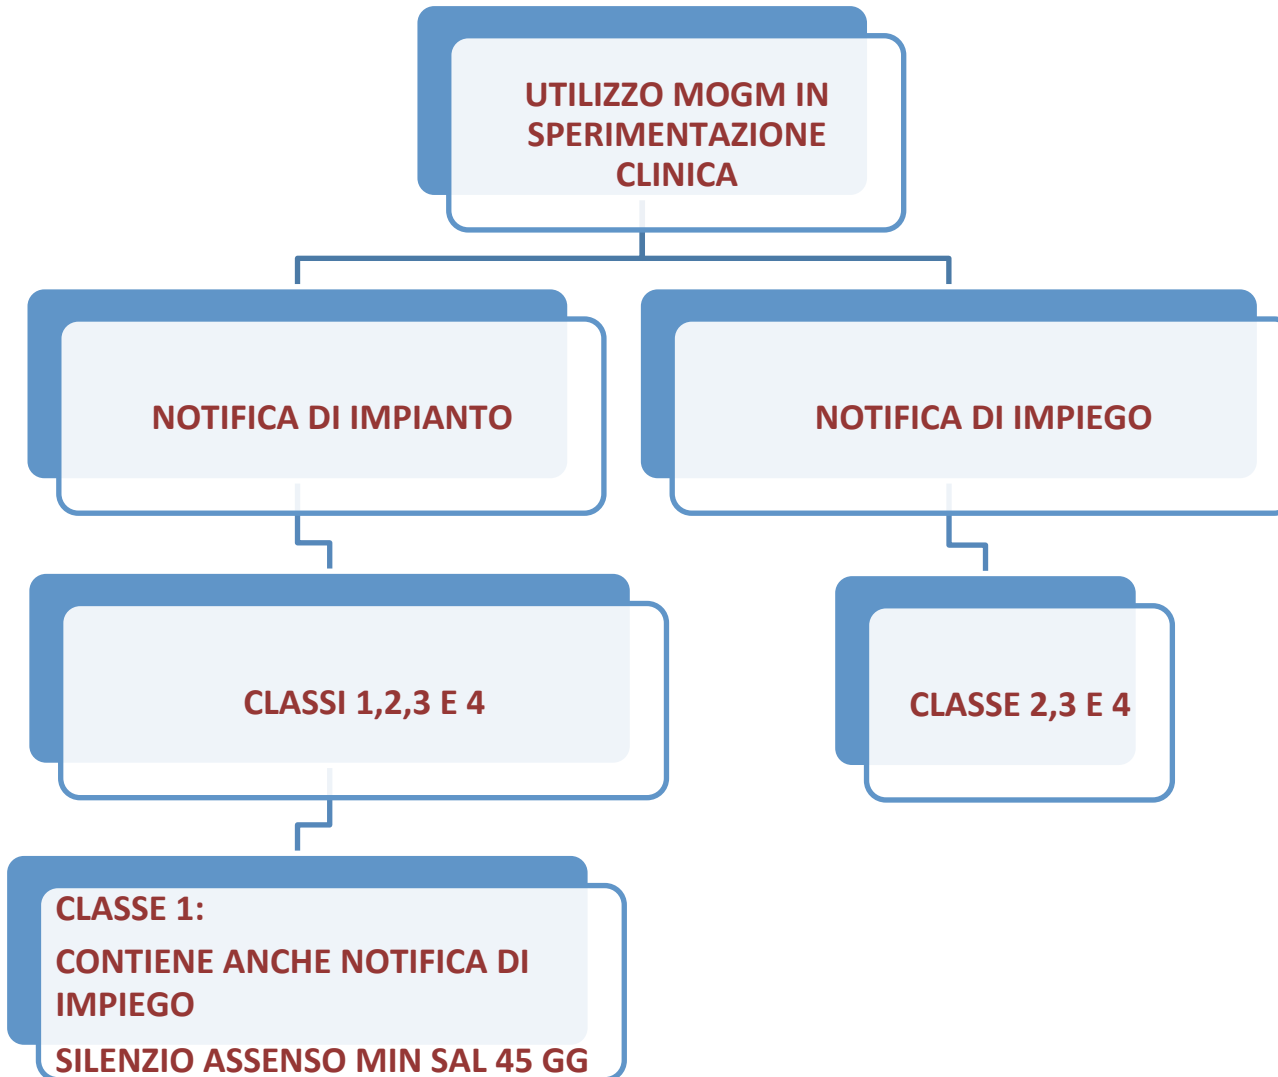 UTILIZZO MOGM IN
SPERIMENTAZIONE
CLINICA
NOTIFICA DI IMPIANTO
NOTIFICA DI IMPIEGO
CLASSI 1,2,3 E 4
CLASSE 2,3 E 4
CLASSE 1:
CONTIENE ANCHE NOTIFICA DI
IMPIEGO
SILENZIO ASSENSO MIN SAL 45 GG